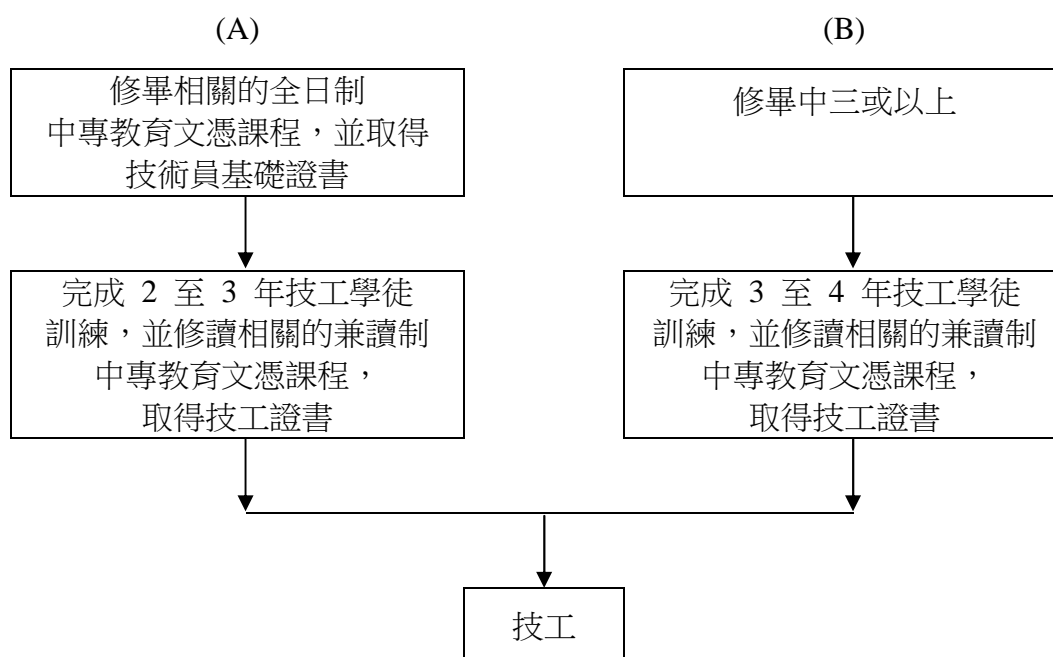 (A)
修畢相關的全日制
中專教育文憑課程，並取得
技術員基礎證書
完成 2 至 3 年技工學徒
訓練，並修讀相關的兼讀制
中專教育文憑課程，
取得技工證書
(B)
修畢中三或以上
完成 3 至 4 年技工學徒
訓練，並修讀相關的兼讀制
中專教育文憑課程，
取得技工證書
技工